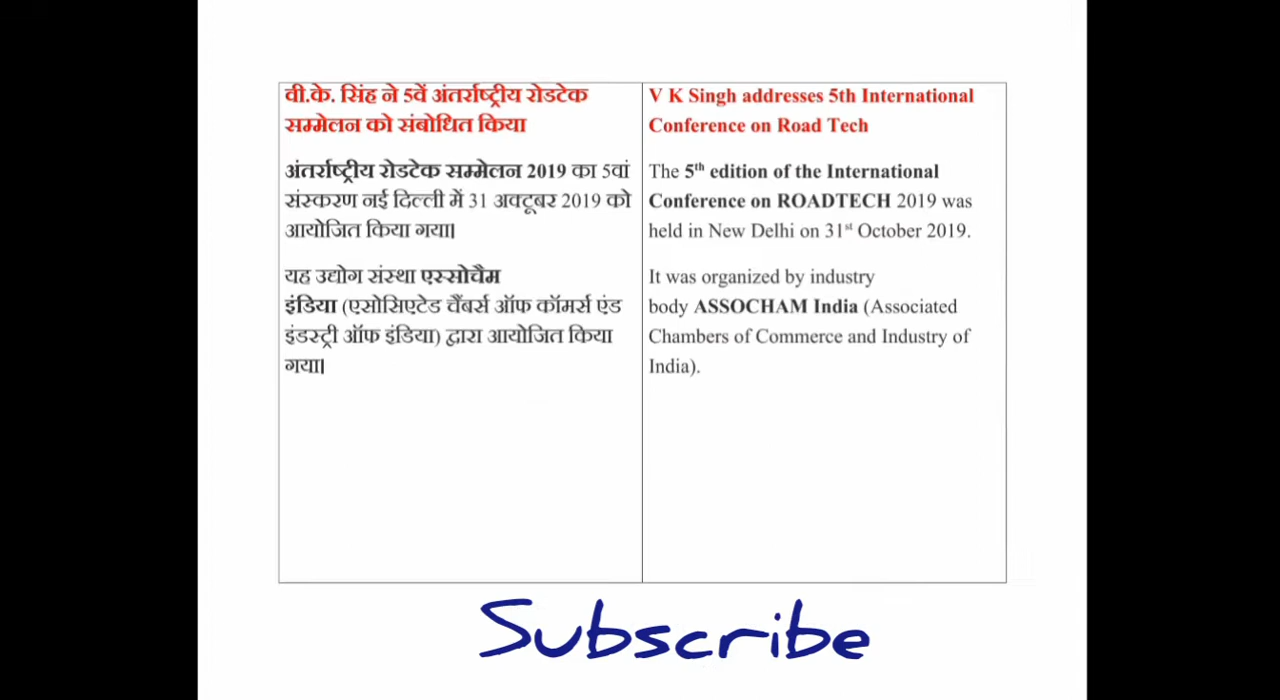 वी.के. सिंह ने 5वें अंतर्राष्ट्रीय रोडटेक
सम्मेलन को संबोधित किया
अंतर्राष्ट्रीय रोडटेक सम्मेलन 2019 का 5वां
संस्करण नई दिल्ली में 31 अक्टूबर 2019 को
आयोजित किया गया।
यह उद्योग संस्था एस्सोचैम
इंडिया (एसोसिएटेड चैंबर्स ऑफ कॉमर्स एंड
इंडस्ट्री ऑफ इंडिया) द्वारा आयोजित किया
गया।
V K Singh addresses 5th International
Conference on Road Tech
The 5th edition of the International
Conference on ROADTECH 2019 was
held in New Delhi on 31st October 2019.
It was organized by industry
body ASSOCHAM India (Associated
Chambers of Commerce and Industry of
India).
Subscribe